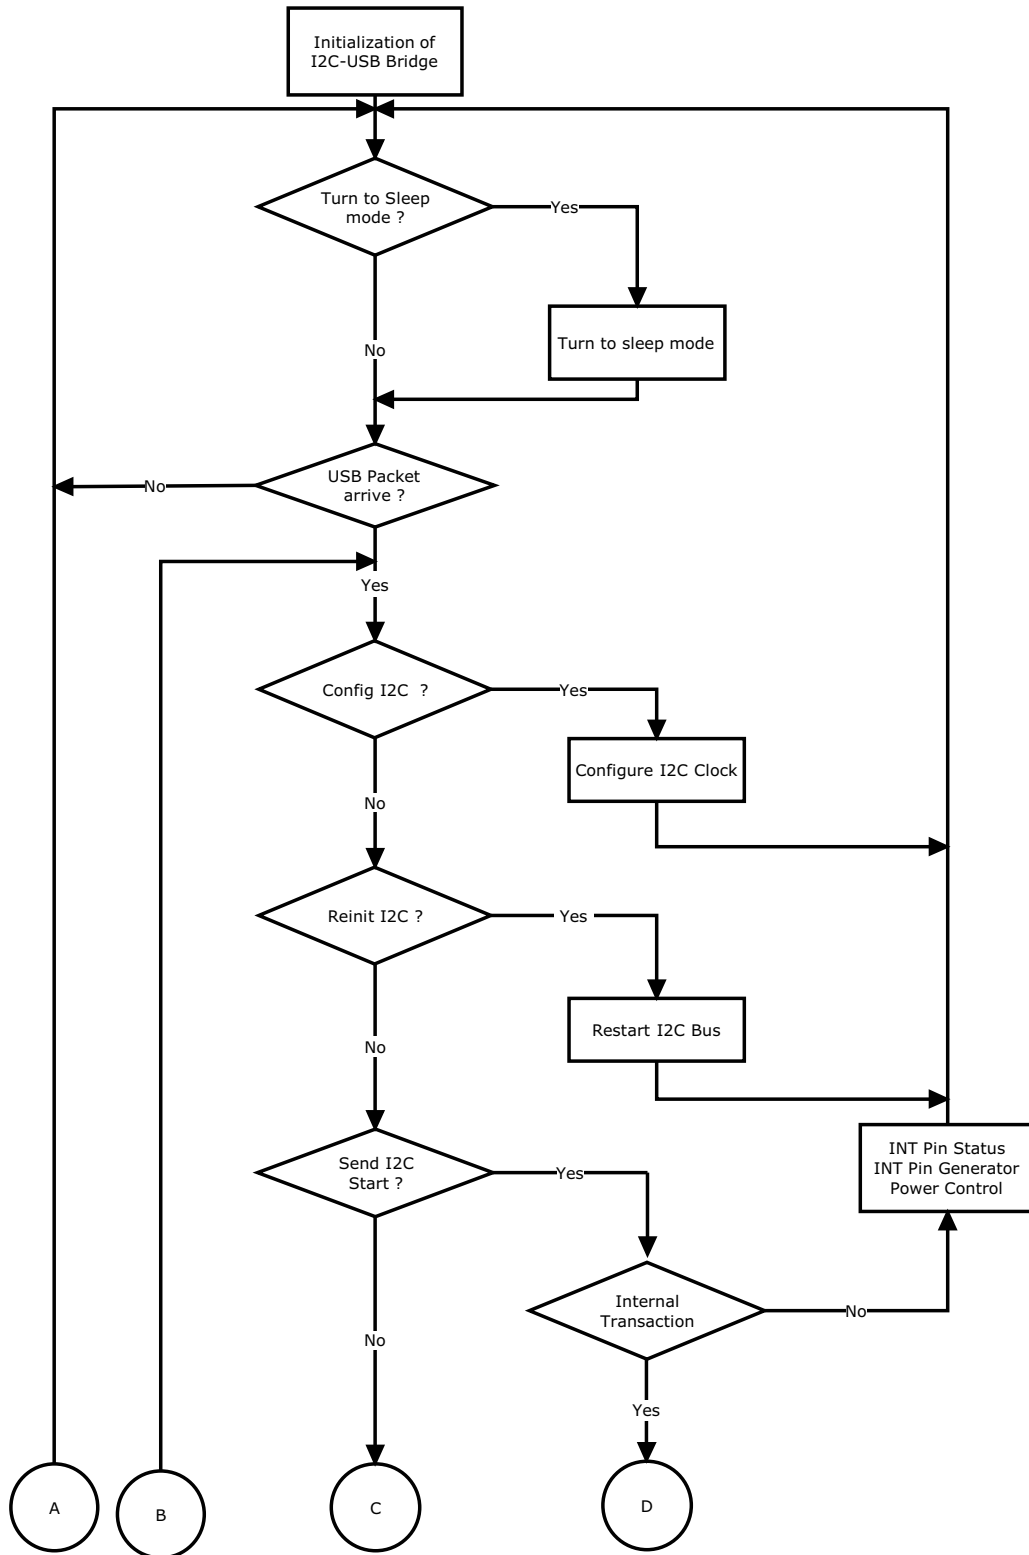 Initialization of
I2C-USB Bridge
Turn to Sleep
mode ?
Yes
Turn to sleep mode
No
USB Packet
arrive ?
No
Yes
Config I2C ?
Yes
Configure I2C Clock
No
Reinit I2C ?
Yes
Restart I2C Bus
No
Send I2C
Start ?
Yes
INT Pin Status
INT Pin Generator
Power Control
Internal
Transaction
No
No
Yes
A
B
C
D